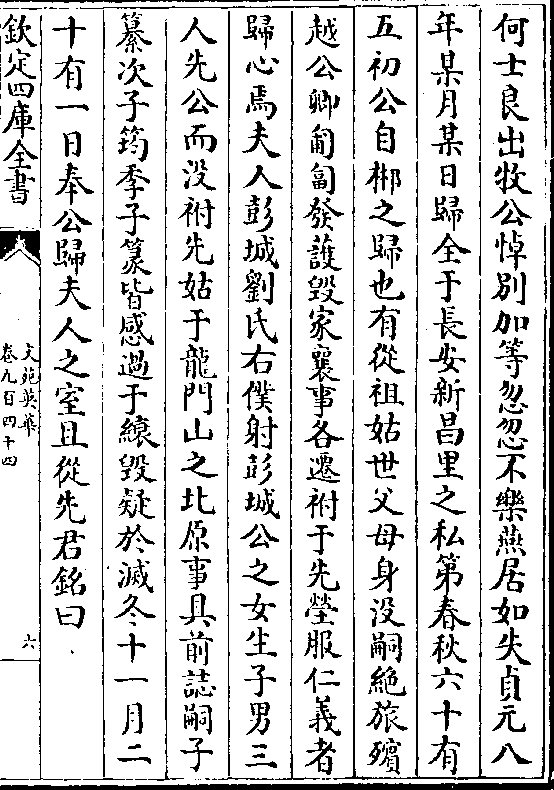 何士良出牧公悼別加等忽忽不樂燕居如失貞元八
年某月某日歸全于長安新昌里之私第春秋六十有
五初公自郴之歸也有從祖姑世父母身没嗣絶旅殯
越公卿匍匐發護毀家襄事各遷祔于先塋服仁義者
歸心焉夫人彭城劉氏右僕射彭城公之女生子男三
人先公而没祔先姑于龍門山之北原事具前誌嗣子
纂次子筠季子篆皆感過于繐毀疑於滅冬十一月二
十有一日奉公歸夫人之室且從先君銘曰
欽定四庫全書
文苑英華
卷九百四十四
六